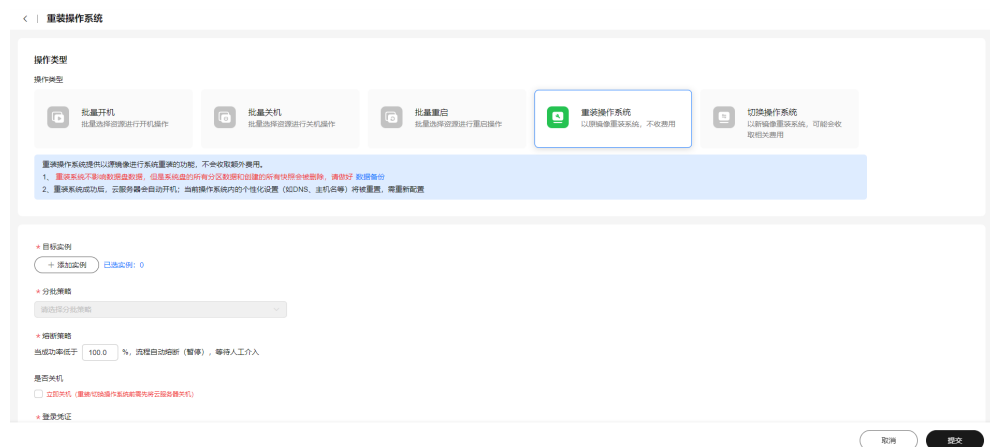 重装操作系统
操作类型
操作类型
批量开机
批量选择资源进行开机操作
批量关机
批量选择资源进行关机操作
批量重启
批量选择资源进行重启操作
重装操作系统
以原镜像重装系统，不收费用
切换操作系统
以新镜像重装系统，可能会收
取相关费用
重装操作系统提供以源镜像进行系统重装的功能，不会收取额外费用。
1、 重装系统不影响数据盘数据，但是系统盘的所有分区数据和创建的所有快照会被删除，请做好 数据备份
2、重装系统成功后，云服务器会自动开机；当前操作系统内的个性化设置（如DNS、主机名等）将被重置，需重新配置
* 目标实例
+ 添加实例 已选实例：0
* 分批策略
请选择分批策略
* 熔断策略
当成功率低于 100.0 %，流程自动熔断（暂停），等待人工介入
是否关机
立即关机（重装/切换操作系统前需先将云服务器关机）
* 登录凭证
取消 提交